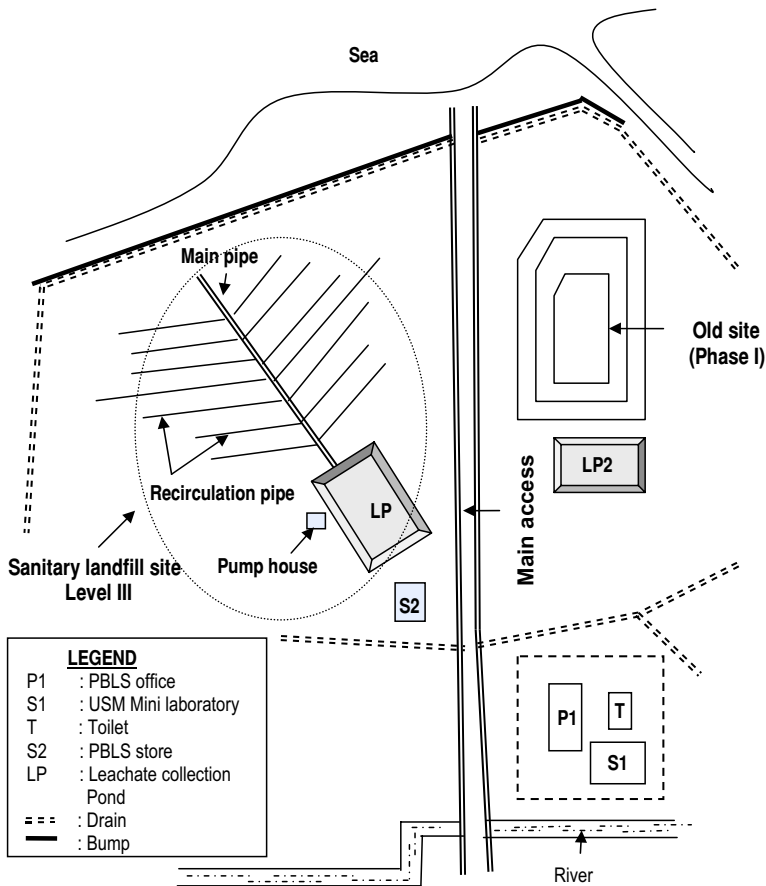 Sea
Main pipe
Old site
(Phase I)
LP2
Recirculation pipe
LP
Main access
Sanitary landfill site
Level III
Pump house
S2
LEGEND
P1 : PBLS office
S1 : USM Mini laboratory
T : Toilet
S2 : PBLS store
LP : Leachate collection
Pond
: Drain
: Bump
P1
T
S1
River